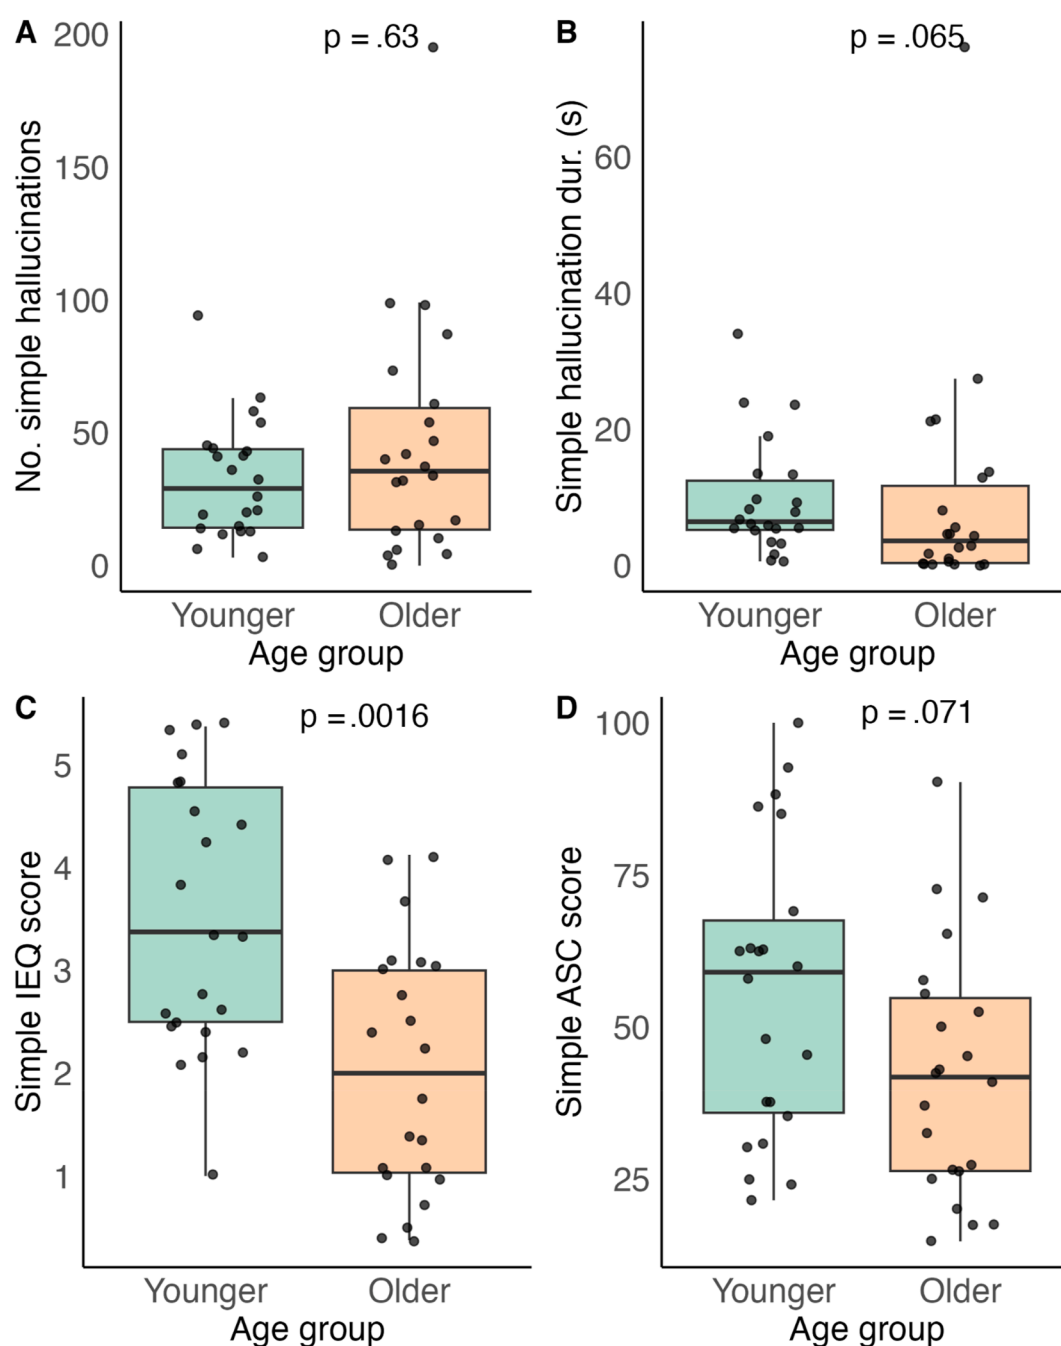 A
p = .63
No. simple hallucinations
200
150
100
50
0
Younger Older
Age group
B
p = .065
Simple hallucination dur. (s)
60
40
20
0
Younger Older
Age group
C
p = .0016
Simple IEQ score
5
4
3
2
1
Younger Older
Age group
D
p = .071
Simple ASC score
100
75
50
25
Younger Older
Age group